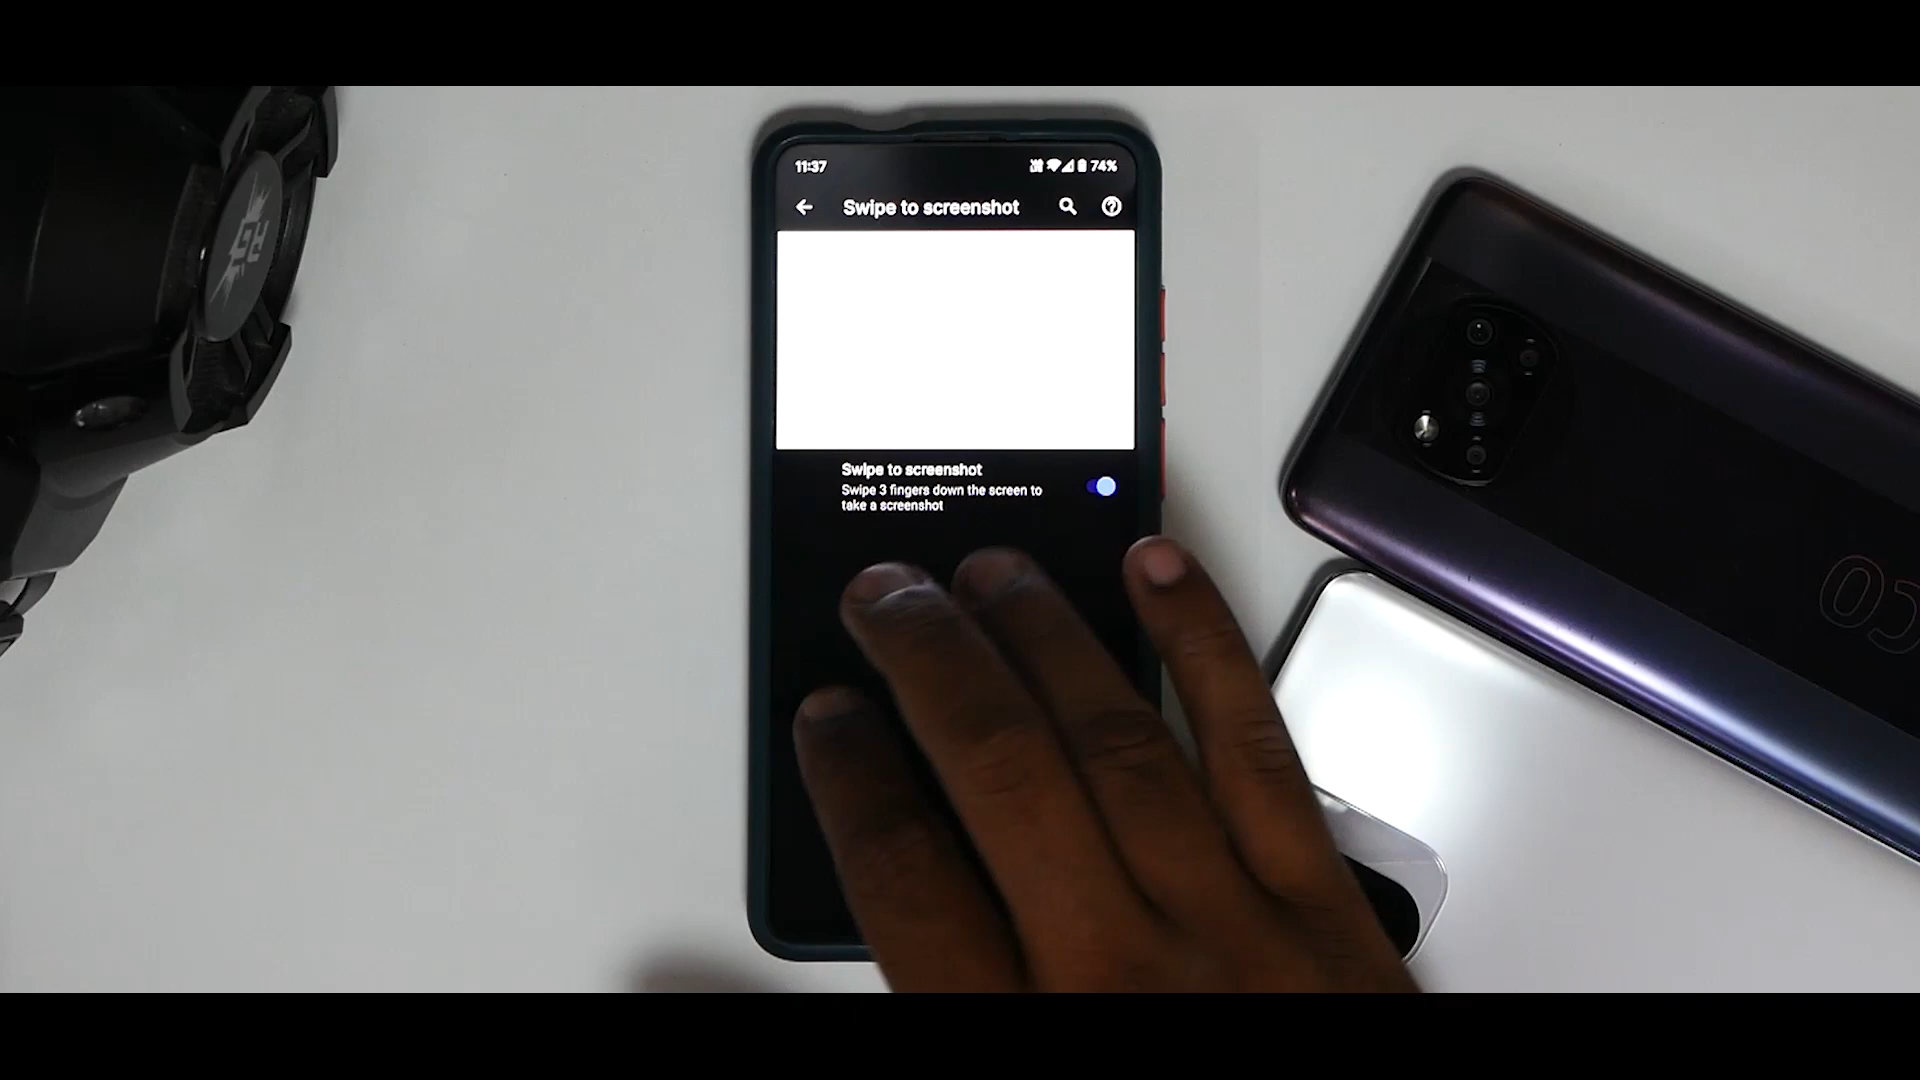 11:37
74%
Swipe to screenshot
Swipe to screenshot
Swipe 3 fingers down the screen to
take a screenshot